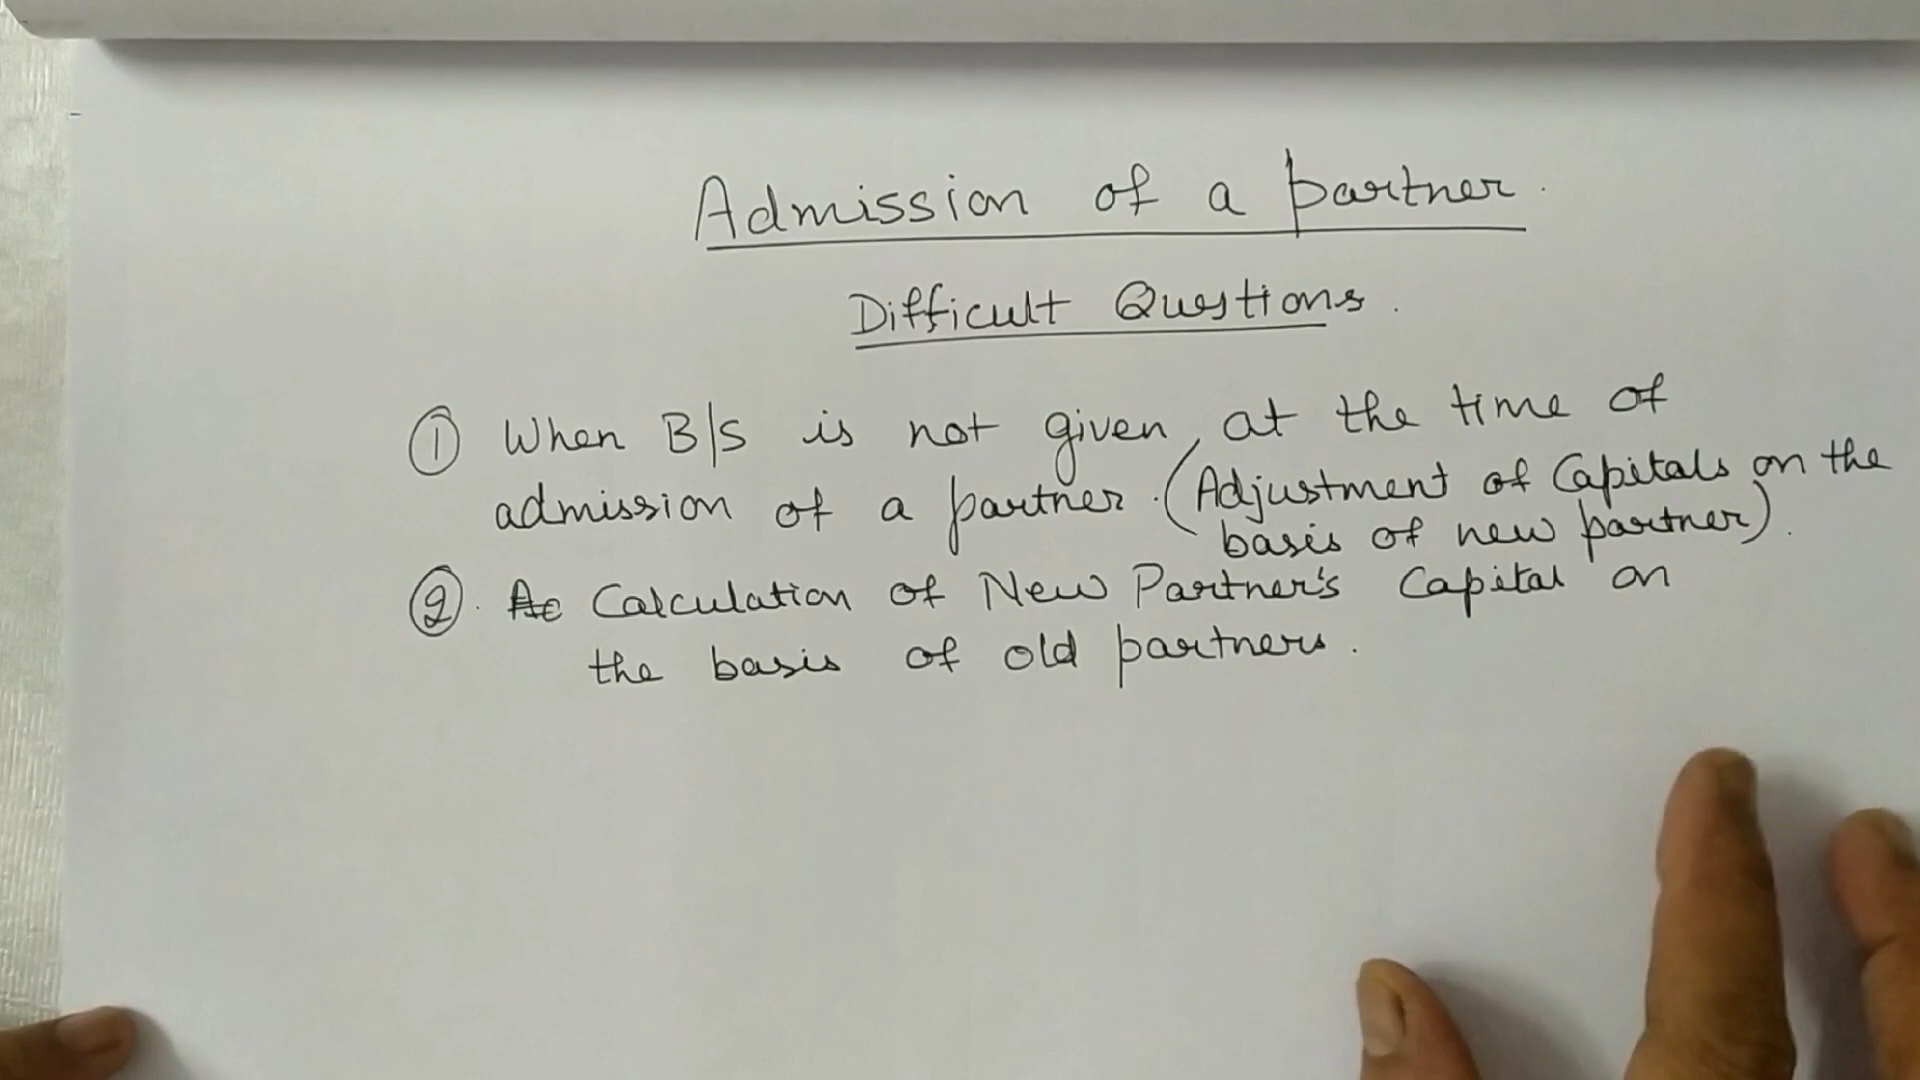 Admission of a partner.
Difficult Questions.
① When B/S is not given, at the time of
admission of a partner. (Adjustment of Capitals on the
basis of new partner).
②. Ac Calculation of New Partner's Capital on
the basis of old partners.